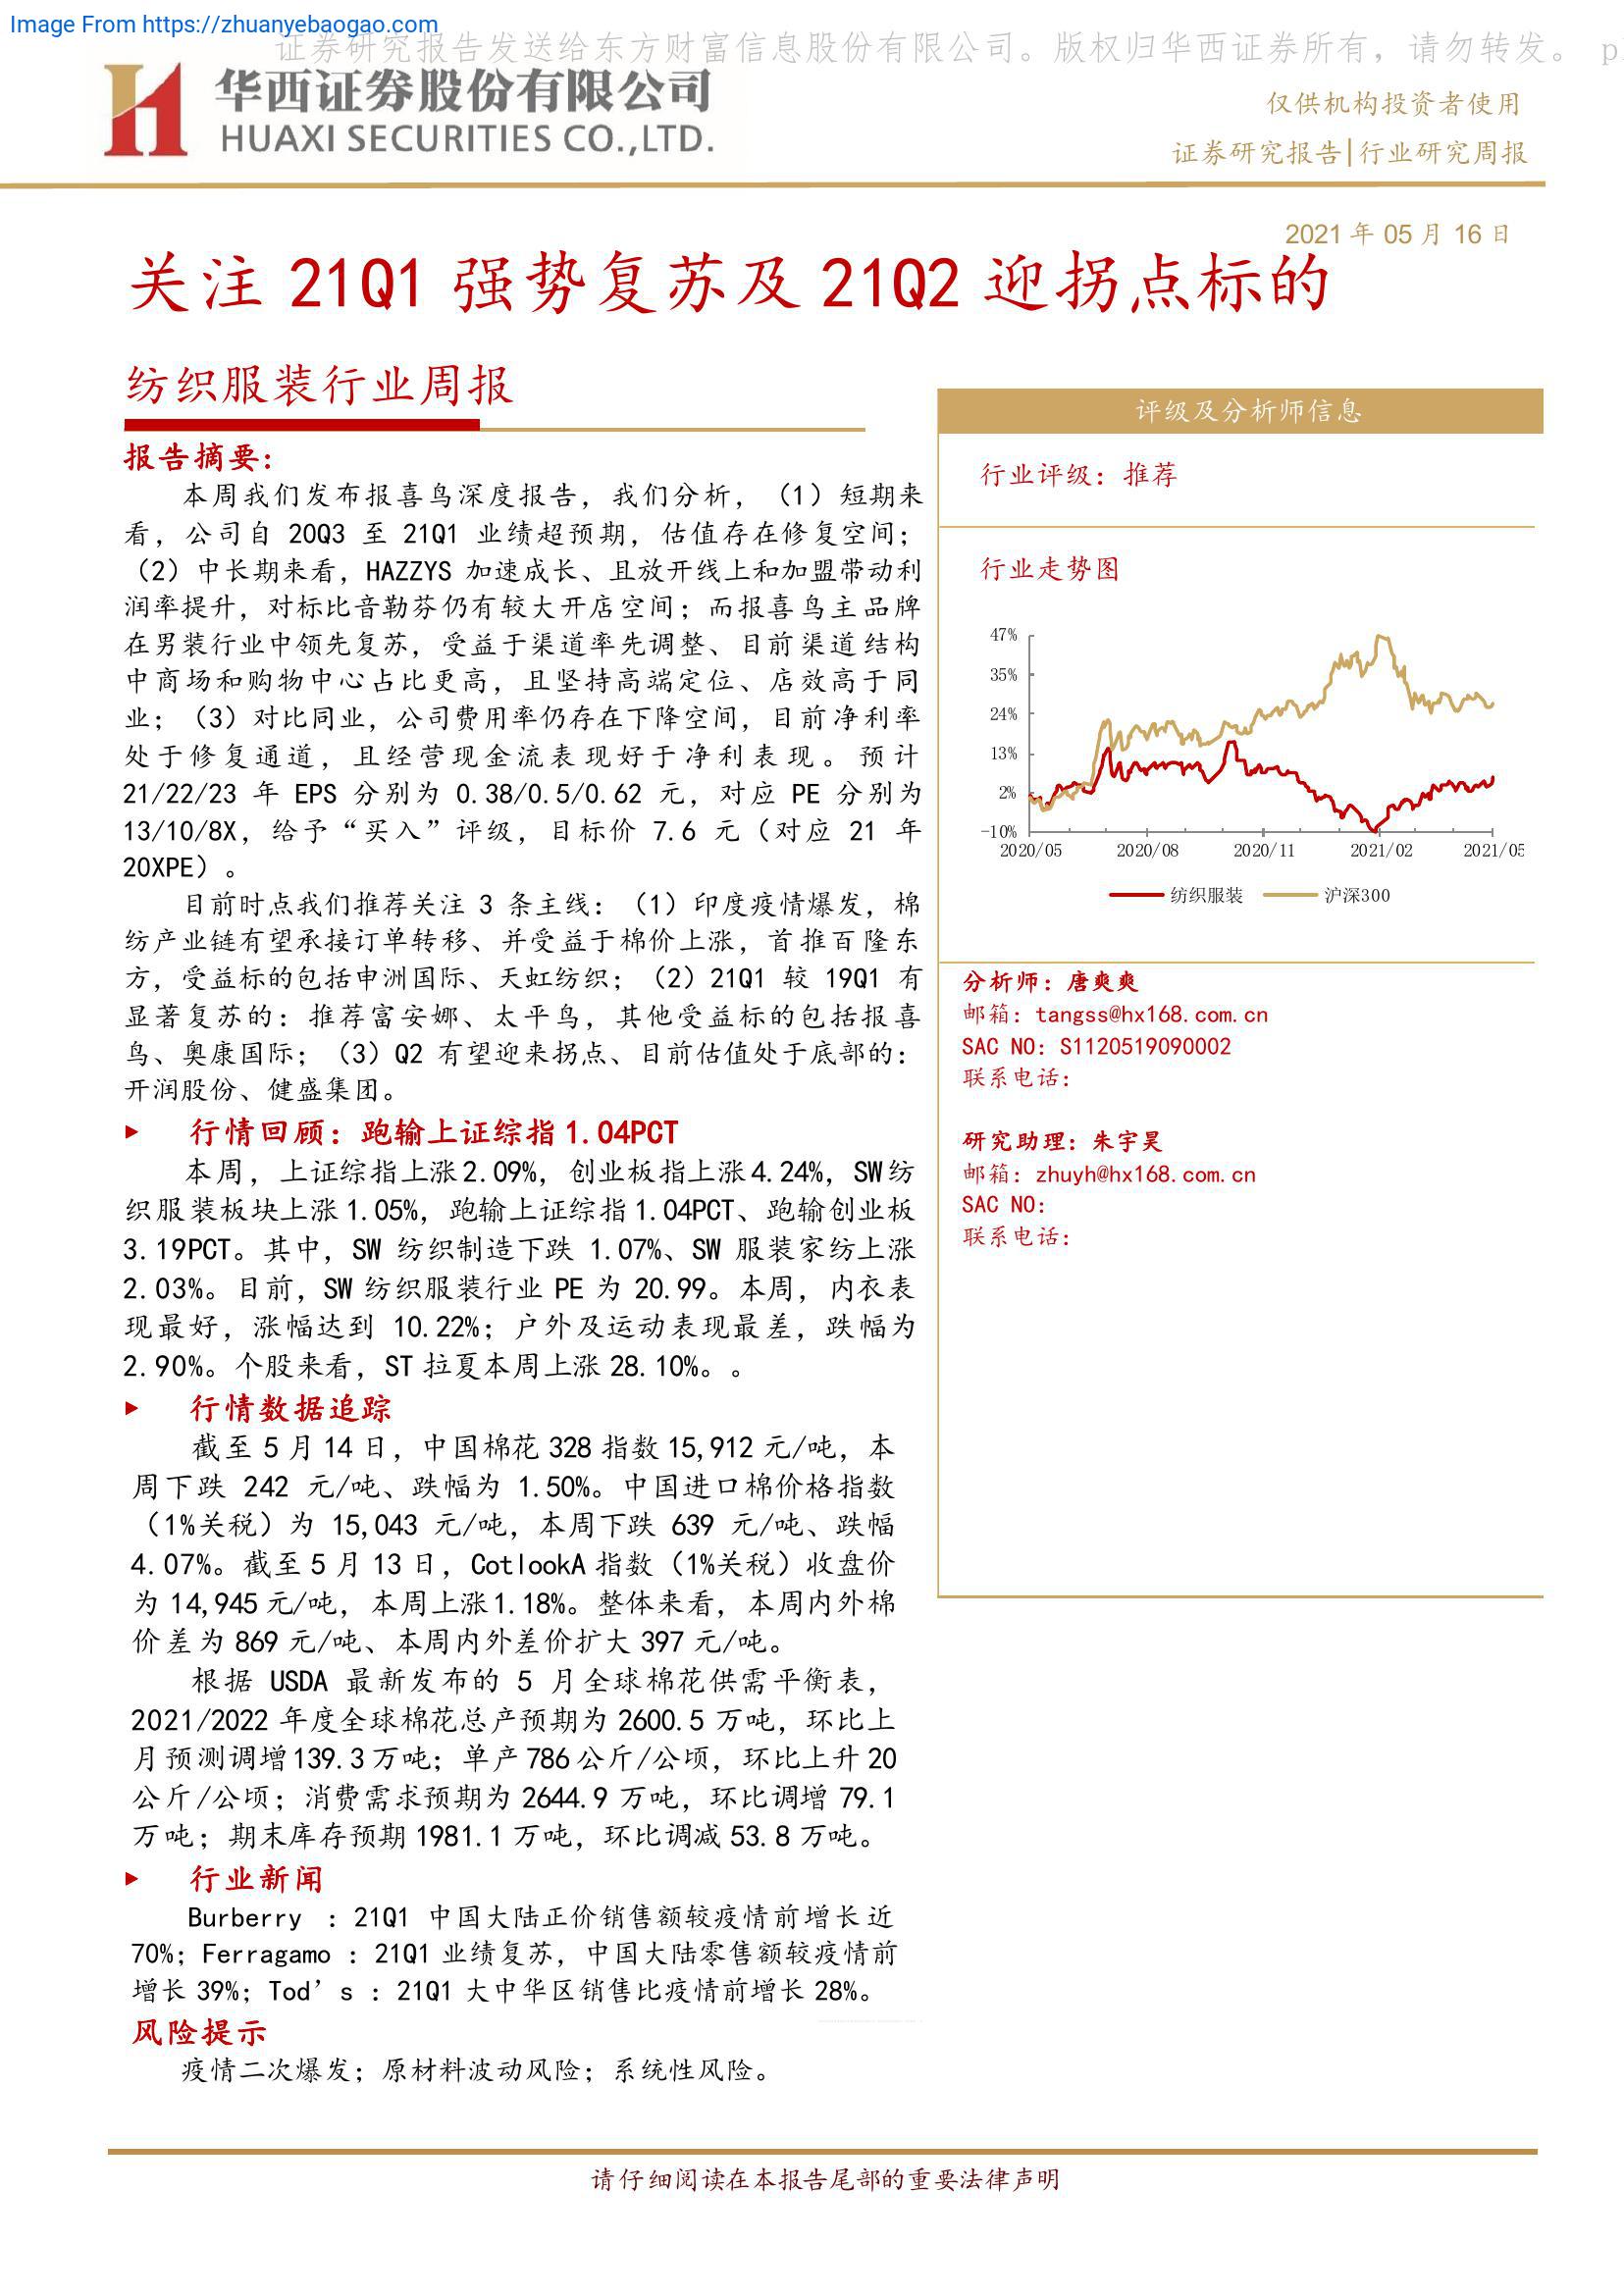 Image From https://zhuanyebaogao.com
证券研究报告发送给东方财富信息股份有限公司。版权归华西证券所有，请勿转发。 p
华西证券股份有限公司
HUAXI SECURITIES CO.,LTD.
仅供机构投资者使用
证券研究报告|行业研究周报
2021 年 05 月 16 日
关注 21Q1 强势复苏及 21Q2 迎拐点标的
纺织服装行业周报
报告摘要：
本周我们发布报喜鸟深度报告，我们分析，（1）短期来
看，公司自 20Q3 至 21Q1 业绩超预期，估值存在修复空间；
（2）中长期来看，HAZZYS 加速成长、且放开线上和加盟带动利
润率提升，对标比音勒芬仍有较大开店空间；而报喜鸟主品牌
在男装行业中领先复苏，受益于渠道率先调整、目前渠道结构
中商场和购物中心占比更高，且坚持高端定位、店效高于同
业；（3）对比同业，公司费用率仍存在下降空间，目前净利率
处于修复通道，且经营现金流表现好于净利表现。预计
21/22/23 年 EPS 分别为 0.38/0.5/0.62 元，对应 PE 分别为
13/10/8X，给予“买入”评级，目标价 7.6 元（对应 21 年
20XPE）。
目前时点我们推荐关注 3 条主线：（1）印度疫情爆发，棉
纺产业链有望承接订单转移、并受益于棉价上涨，首推百隆东
方，受益标的包括申洲国际、天虹纺织；（2）21Q1 较 19Q1 有
显著复苏的：推荐富安娜、太平鸟，其他受益标的包括报喜
鸟、奥康国际；（3）Q2 有望迎来拐点、目前估值处于底部的：
开润股份、健盛集团。
行情回顾：跑输上证综指 1.04PCT
本周，上证综指上涨 2.09%，创业板指上涨 4.24%，SW 纺
织服装板块上涨 1.05%，跑输上证综指 1.04PCT、跑输创业板
3.19PCT。其中，SW 纺织制造下跌 1.07%、SW 服装家纺上涨
2.03%。目前，SW 纺织服装行业 PE 为 20.99。本周，内衣表
现最好，涨幅达到 10.22%；户外及运动表现最差，跌幅为
2.90%。个股来看，ST 拉夏本周上涨 28.10%。。
行情数据追踪
截至 5 月 14 日，中国棉花 328 指数 15,912 元/吨，本
周下跌 242 元/吨、跌幅为 1.50%。中国进口棉价格指数
（1%关税）为 15,043 元/吨，本周下跌 639 元/吨、跌幅
4.07%。截至 5 月 13 日，CotlookA 指数（1%关税）收盘价
为 14,945 元/吨，本周上涨 1.18%。整体来看，本周内外棉
价差为 869 元/吨、本周内外差价扩大 397 元/吨。
根据 USDA 最新发布的 5 月全球棉花供需平衡表，
2021/2022 年度全球棉花总产预期为 2600.5 万吨，环比上
月预测调增 139.3 万吨；单产 786 公斤/公顷，环比上升 20
公斤/公顷；消费需求预期为 2644.9 万吨，环比调增 79.1
万吨；期末库存预期 1981.1 万吨，环比调减 53.8 万吨。
行业新闻
Burberry ：21Q1 中国大陆正价销售额较疫情前增长近
70%；Ferragamo ：21Q1 业绩复苏，中国大陆零售额较疫情前
增长 39%；Tod’s ：21Q1 大中华区销售比疫情前增长 28%。
风险提示
疫情二次爆发；原材料波动风险；系统性风险。
评级及分析师信息
行业评级：推荐
行业走势图
47%
35%
24%
13%
2%
-10%
2020/05 2020/08 2020/11 2021/02 2021/05
纺织服装 沪深300
分析师：唐爽爽
邮箱：tangss@hx168.com.cn
SAC NO：S1120519090002
联系电话：
研究助理：朱宇昊
邮箱：zhuyh@hx168.com.cn
SAC NO：
联系电话：
请仔细阅读在本报告尾部的重要法律声明